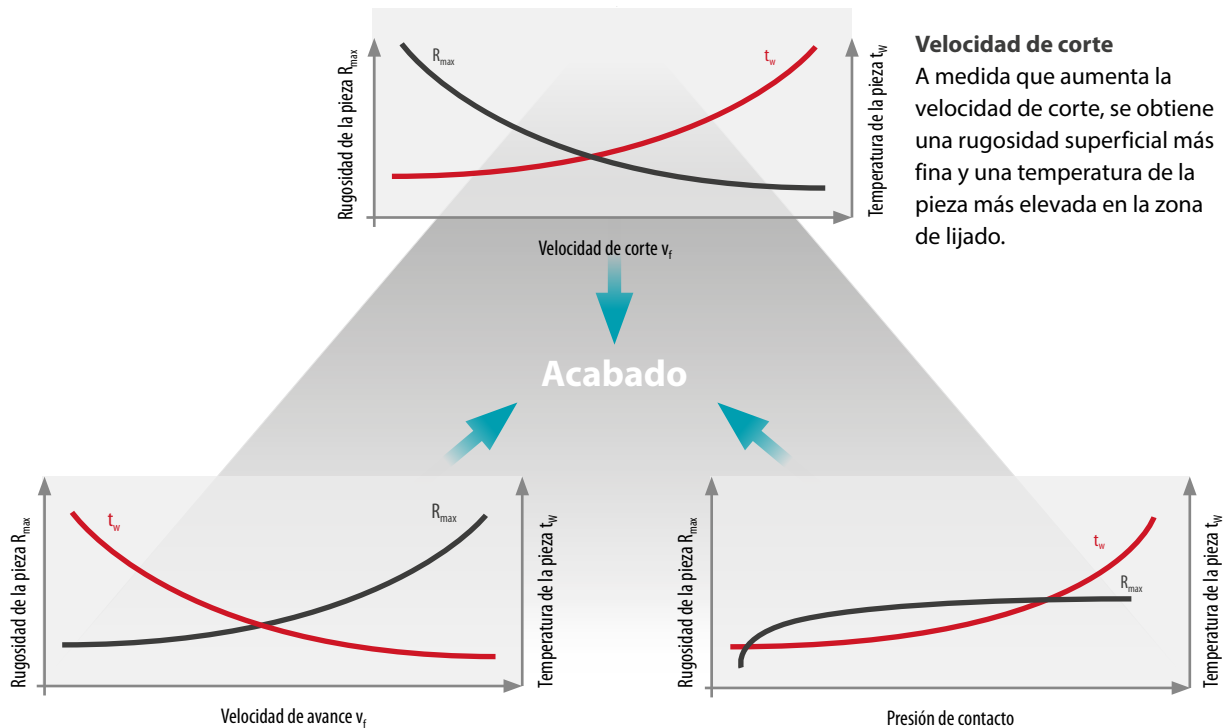 Rugosidad de la pieza Rmax
Rmax
tw
Temperatura de la pieza tw
Velocidad de corte vf
Velocidad de corte
A medida que aumenta la
velocidad de corte, se obtiene
una rugosidad superficial más
fina y una temperatura de la
pieza más elevada en la zona
de lijado.
Acabado
Rugosidad de la pieza Rmax
tw
Rmax
Temperatura de la pieza tw
Velocidad de avance vf
Rugosidad de la pieza Rmax
tw
Rmax
Temperatura de la pieza tw
Presión de contacto